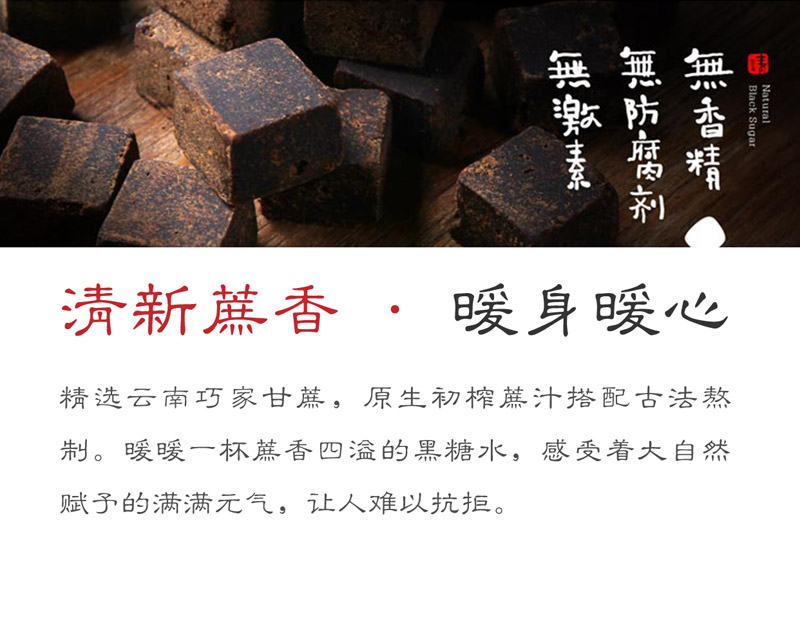 無香精
無防腐剂
無激素
Natural
Black Sugar
清新蔗香 · 暖身暖心
精选云南巧家甘蔗，原生初榨蔗汁搭配古法熬
制。暖暖一杯蔗香四溢的黑糖水，感受着大自然
赋予的满满元气，让人难以抗拒。